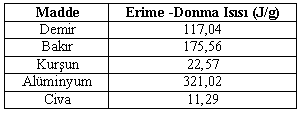 Madde Erime -Donma Isısı (J/g)
Demir 117,04
Bakır 175,56
Kurşun 22,57
Alüminyum 321,02
Civa 11,29